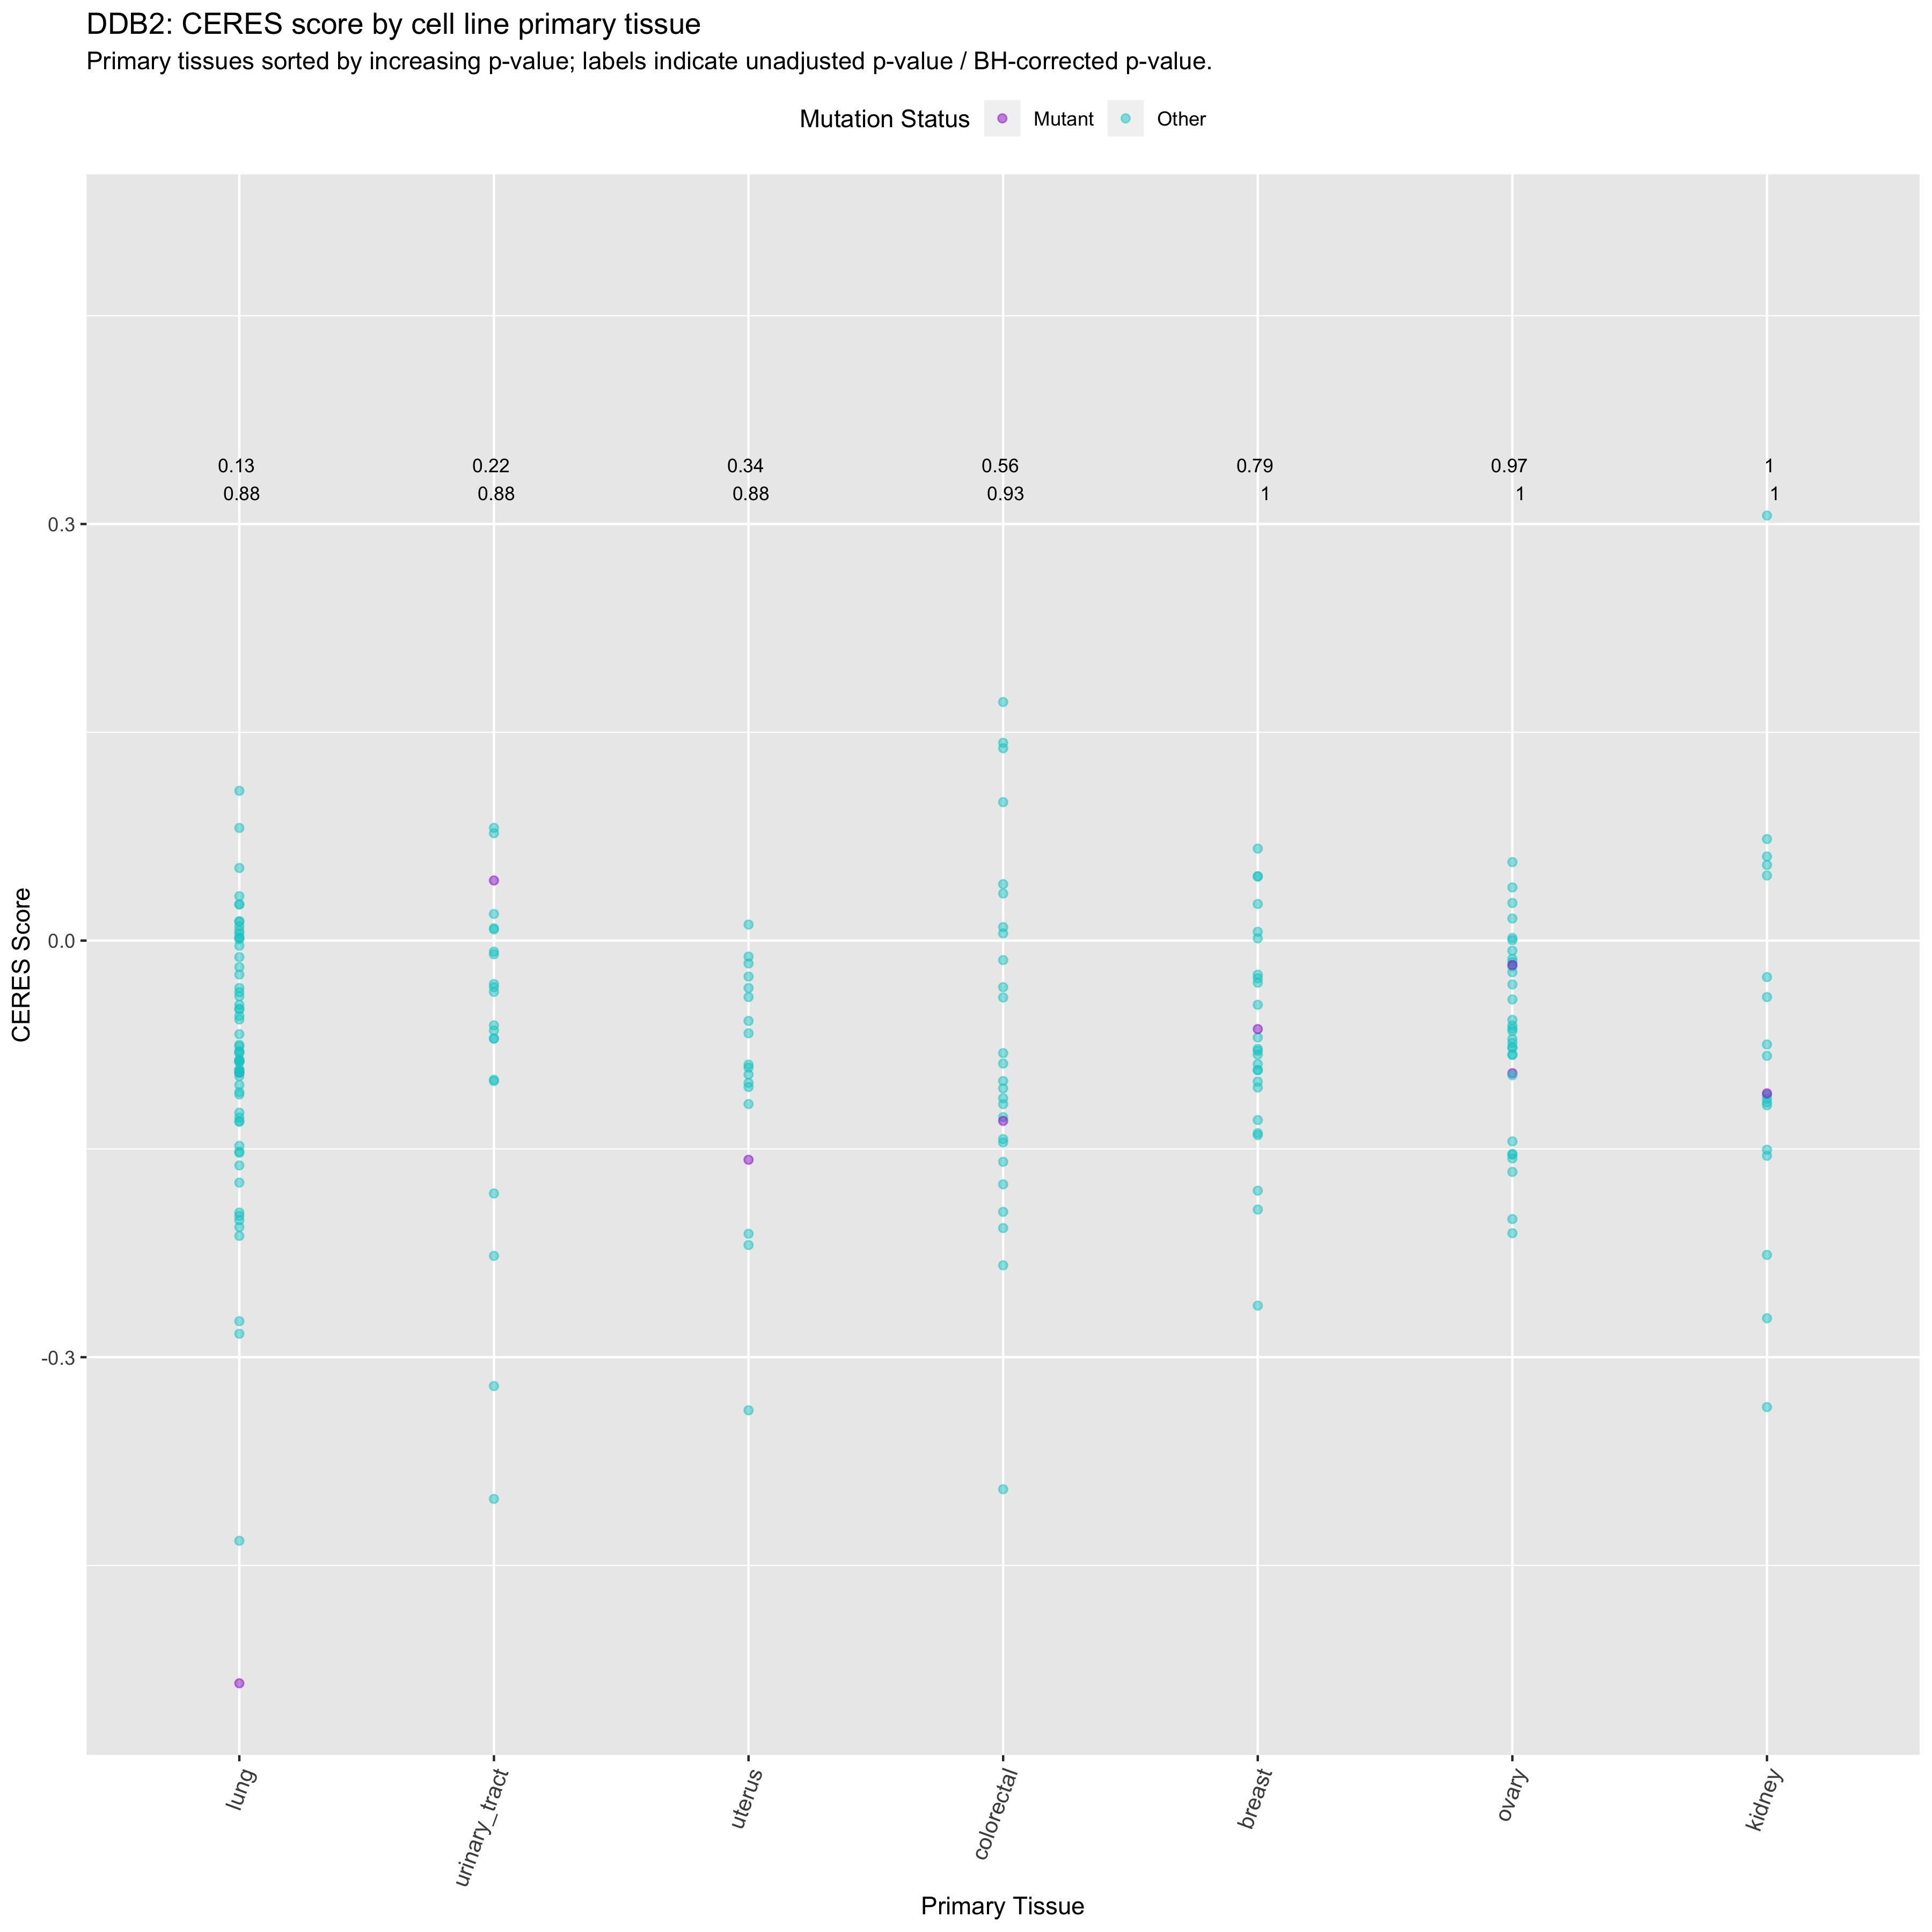 DDB2: CERES score by cell line primary tissue
Primary tissues sorted by increasing p-value; labels indicate unadjusted p-value / BH-corrected p-value.
Mutation Status Mutant Other
0.13 0.22 0.34 0.56 0.79 0.97 1
0.88 0.88 0.88 0.93 1 1 1
0.3
0.0
-0.3
CERES Score
lung urinary_tract uterus colorectal breast ovary kidney
Primary Tissue